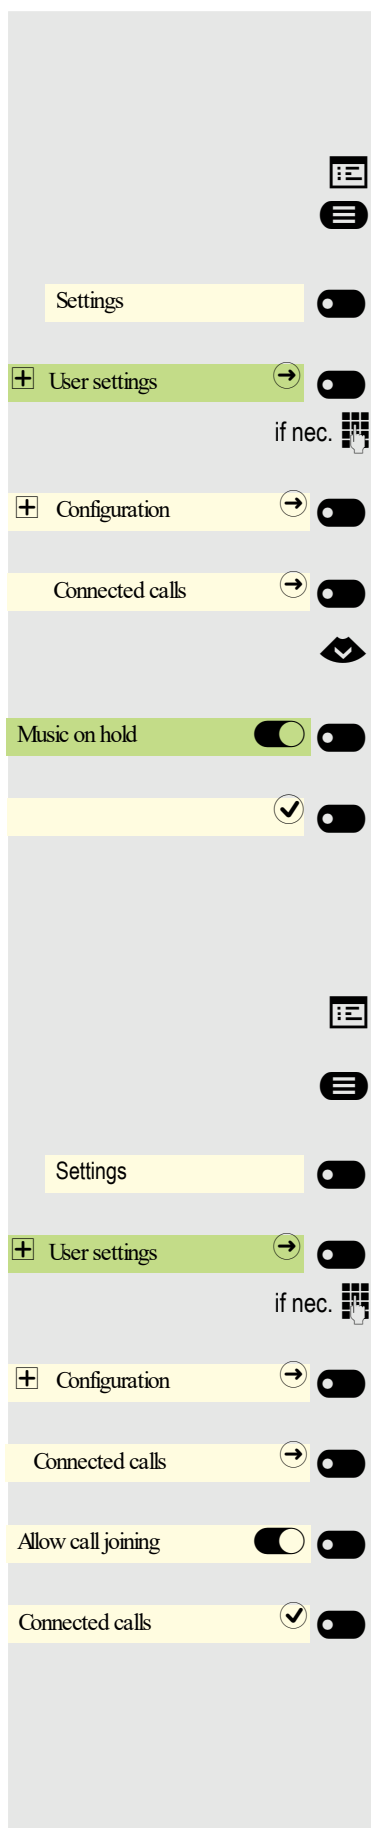 Settings
User settings
if nec.
Configuration
Connected calls
Music on hold
Settings
User settings
if nec.
Configuration
Connected calls
Allow call joining
Connected calls